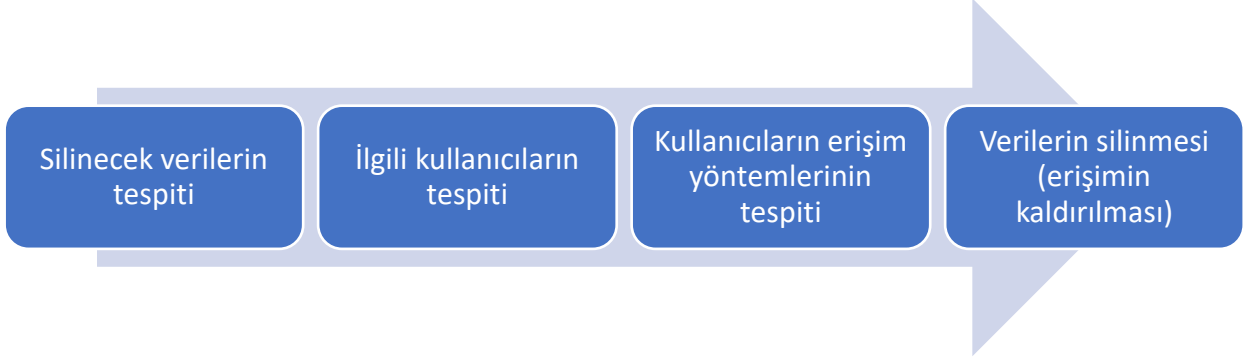 Silinecek verilerin
tespiti
İlgili kullanıcıların
tespiti
Kullanıcıların erişim
yöntemlerinin
tespiti
Verilerin silinmesi
(erişimin
kaldırılması)